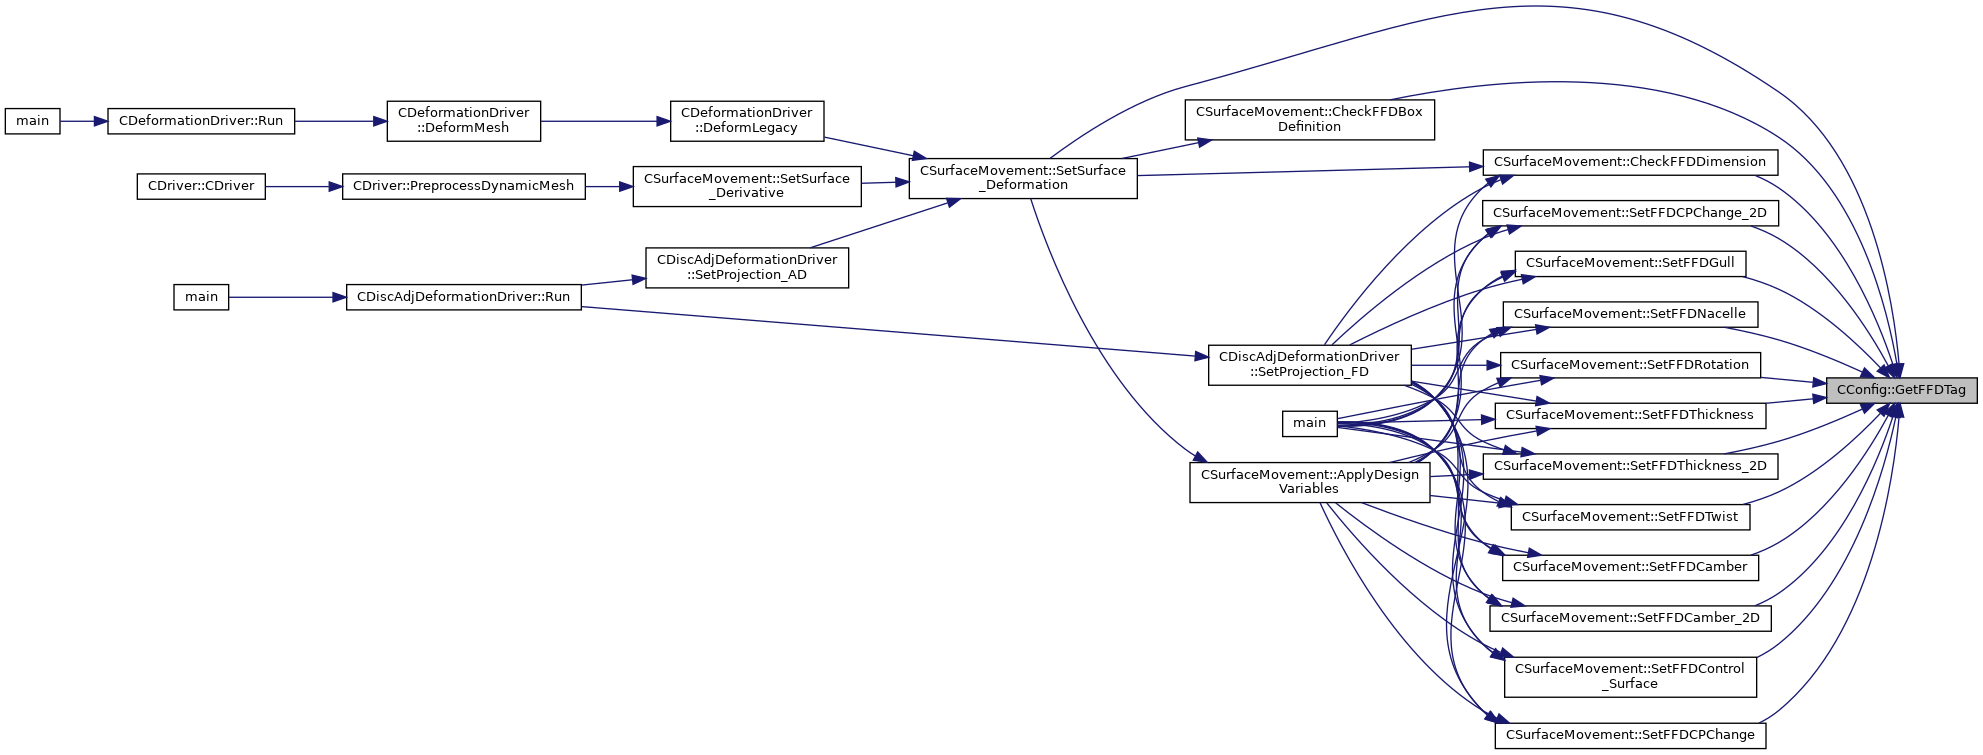 main
CDeformationDriver::Run
CDeformationDriver
::DeformMesh
CDeformationDriver
::DeformLegacy
CDriver::CDriver
CDriver::PreprocessDynamicMesh
CSurfaceMovement::SetSurface
_Derivative
CSurfaceMovement::SetSurface
_Deformation
main
CDiscAdjDeformationDriver::Run
CDiscAdjDeformationDriver
::SetProjection_AD
CSurfaceMovement::CheckFFDBox
Definition
CDiscAdjDeformationDriver
::SetProjection_FD
main
CSurfaceMovement::ApplyDesign
Variables
CSurfaceMovement::CheckFFDDimension
CSurfaceMovement::SetFFDCPChange_2D
CSurfaceMovement::SetFFDGull
CSurfaceMovement::SetFFDNacelle
CSurfaceMovement::SetFFDRotation
CSurfaceMovement::SetFFDThickness
CSurfaceMovement::SetFFDThickness_2D
CSurfaceMovement::SetFFDTwist
CSurfaceMovement::SetFFDCamber
CSurfaceMovement::SetFFDCamber_2D
CSurfaceMovement::SetFFDControl
_Surface
CSurfaceMovement::SetFFDCPChange
CConfig::GetFFDTag